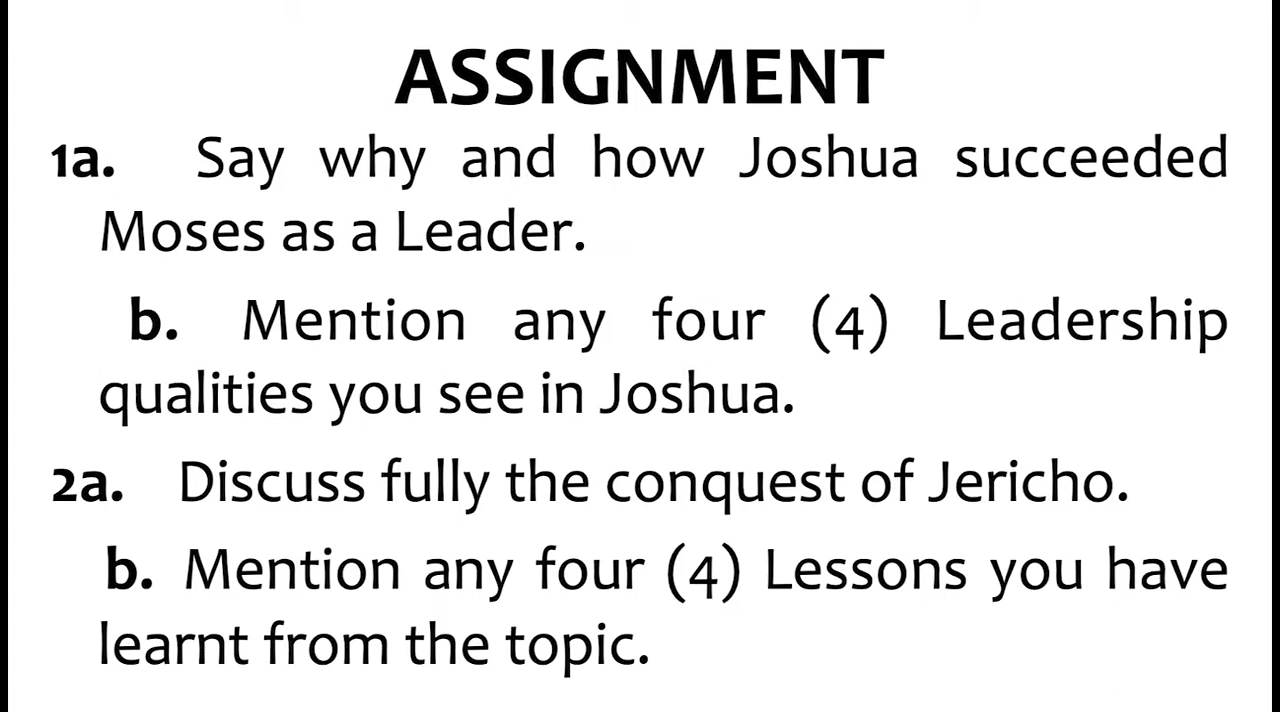 ASSIGNMENT
1a. Say why and how Joshua succeeded
Moses as a Leader.
b. Mention any four (4) Leadership
qualities you see in Joshua.
2a. Discuss fully the conquest of Jericho.
b. Mention any four (4) Lessons you have
learnt from the topic.